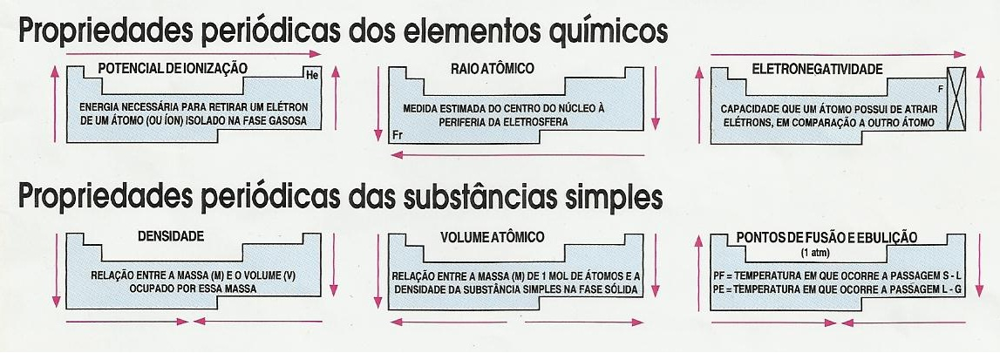 Propriedades periódicas dos elementos químicos
POTENCIAL DE IONIZAÇÃO
He
ENERGIA NECESSÁRIA PARA RETIRAR UM ELÉTRON
DE UM ÁTOMO (OU ÍON) ISOLADO NA FASE GASOSA
RAIO ATÔMICO
MEDIDA ESTIMADA DO CENTRO DO NÚCLEO À
PERIFERIA DA ELETROSFERA
Fr
ELETRONEGATIVIDADE
F
CAPACIDADE QUE UM ÁTOMO POSSUI DE ATRAIR
ELÉTRONS, EM COMPARAÇÃO A OUTRO ÁTOMO
Propriedades periódicas das substâncias simples
DENSIDADE
RELAÇÃO ENTRE A MASSA (M) E O VOLUME (V)
OCUPADO POR ESSA MASSA
VOLUME ATÔMICO
RELAÇÃO ENTRE A MASSA (M) DE 1 MOL DE ÁTOMOS E A
DENSIDADE DA SUBSTÂNCIA SIMPLES NA FASE SÓLIDA
PONTOS DE FUSÃO E EBULIÇÃO
(1 atm)
PF = TEMPERATURA EM QUE OCORRE A PASSAGEM S - L
PE = TEMPERATURA EM QUE OCORRE A PASSAGEM L - G